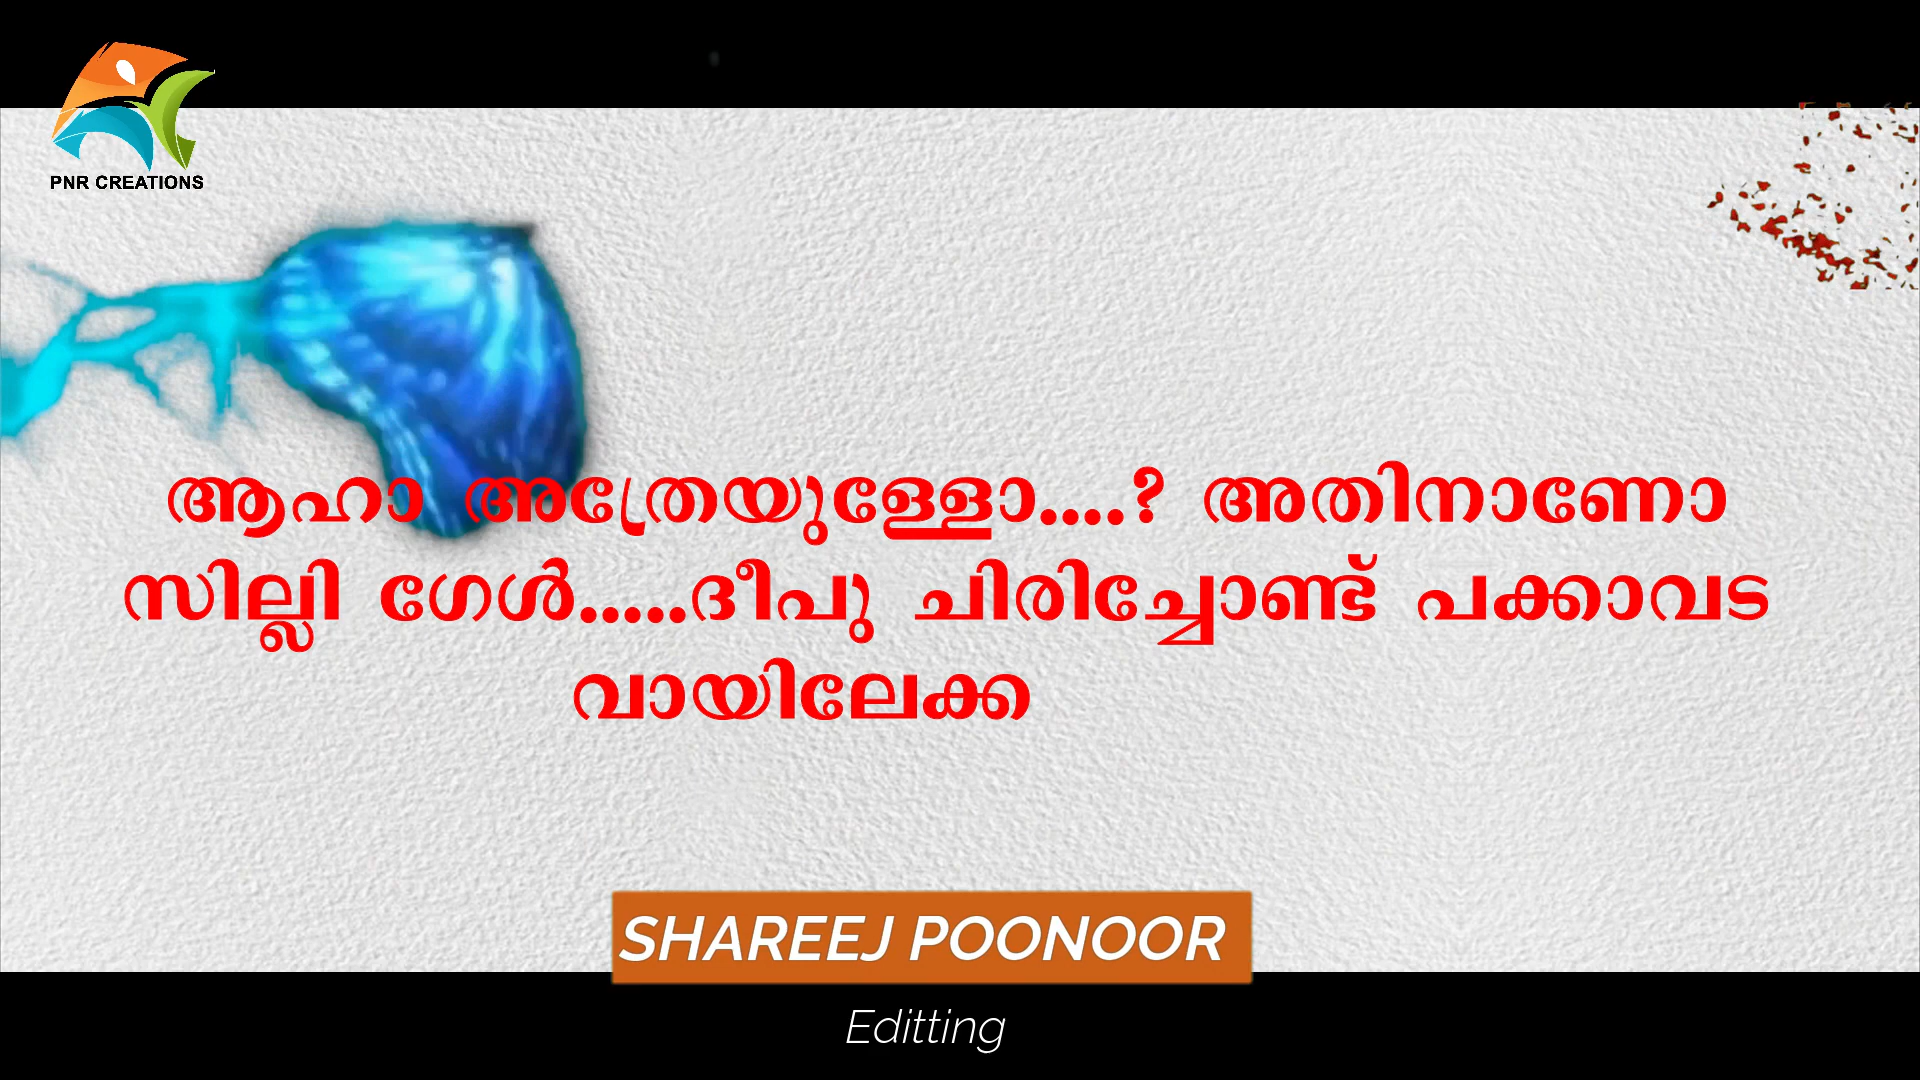 PNR CREATIONS
ആഹാ അത്രേയുള്ളോ....? അതിനാണോ
സില്ലി ഗേൾ.....ദീപു ചിരിച്ചോണ്ട് പക്കാവട
വായിലേക്ക
SHAREEJ POONOOR
Editting